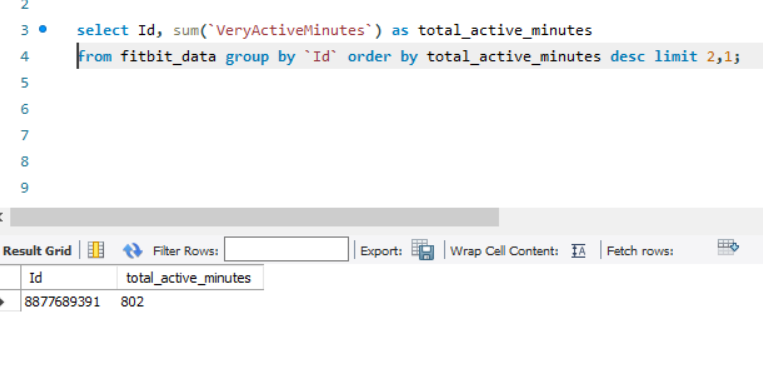 2
3 select Id, sum(`VeryActiveMinutes`) as total_active_minutes
4 from fitbit_data group by `Id` order by total_active_minutes desc limit 2,1;
5
6
7
8
9
Result Grid Filter Rows: Export: Wrap Cell Content: Fetch rows:
Id total_active_minutes
8877689391 802